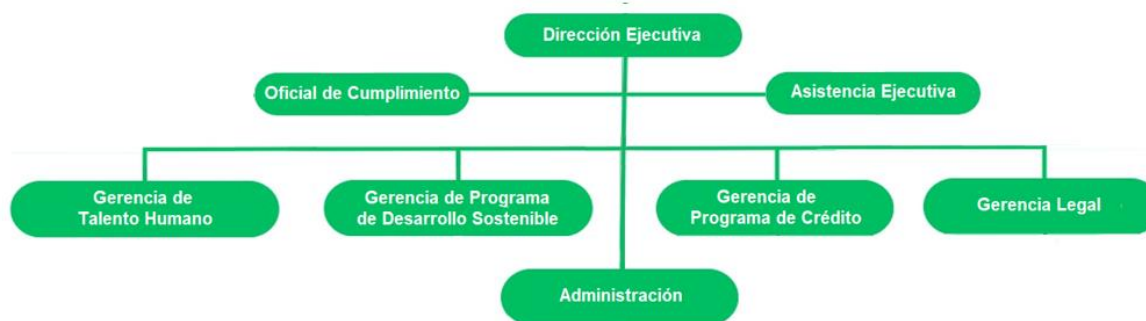 Dirección Ejecutiva
Oficial de Cumplimiento
Asistencia Ejecutiva
Gerencia de
Talento Humano
Gerencia de Programa
de Desarrollo Sostenible
Gerencia de
Programa de Crédito
Gerencia Legal
Administración